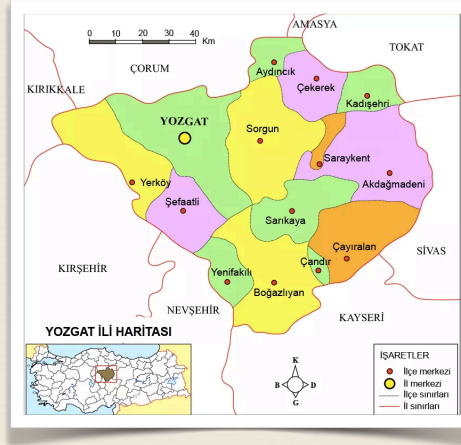 AMASYA
TOKAT
0 10 20 30 40 Km
ÇORUM
KIRIKKALE
Aydıncık
Çekerek
Kadışehri
YOZGAT
Sorgun
Saraykent
Akdağmadeni
Yerköy
Şefaatli
Sarıkaya
SİVAS
KIRŞEHİR
Yenifakılı
Çandır
Çayıralan
Boğazlıyan
NEVŞEHİR
KAYSERİ
YOZGAT İLİ HARİTASI
K
B D
G
İŞARETLER
İlçe merkezi
İl merkezi
İlçe sınırları
İl sınırları